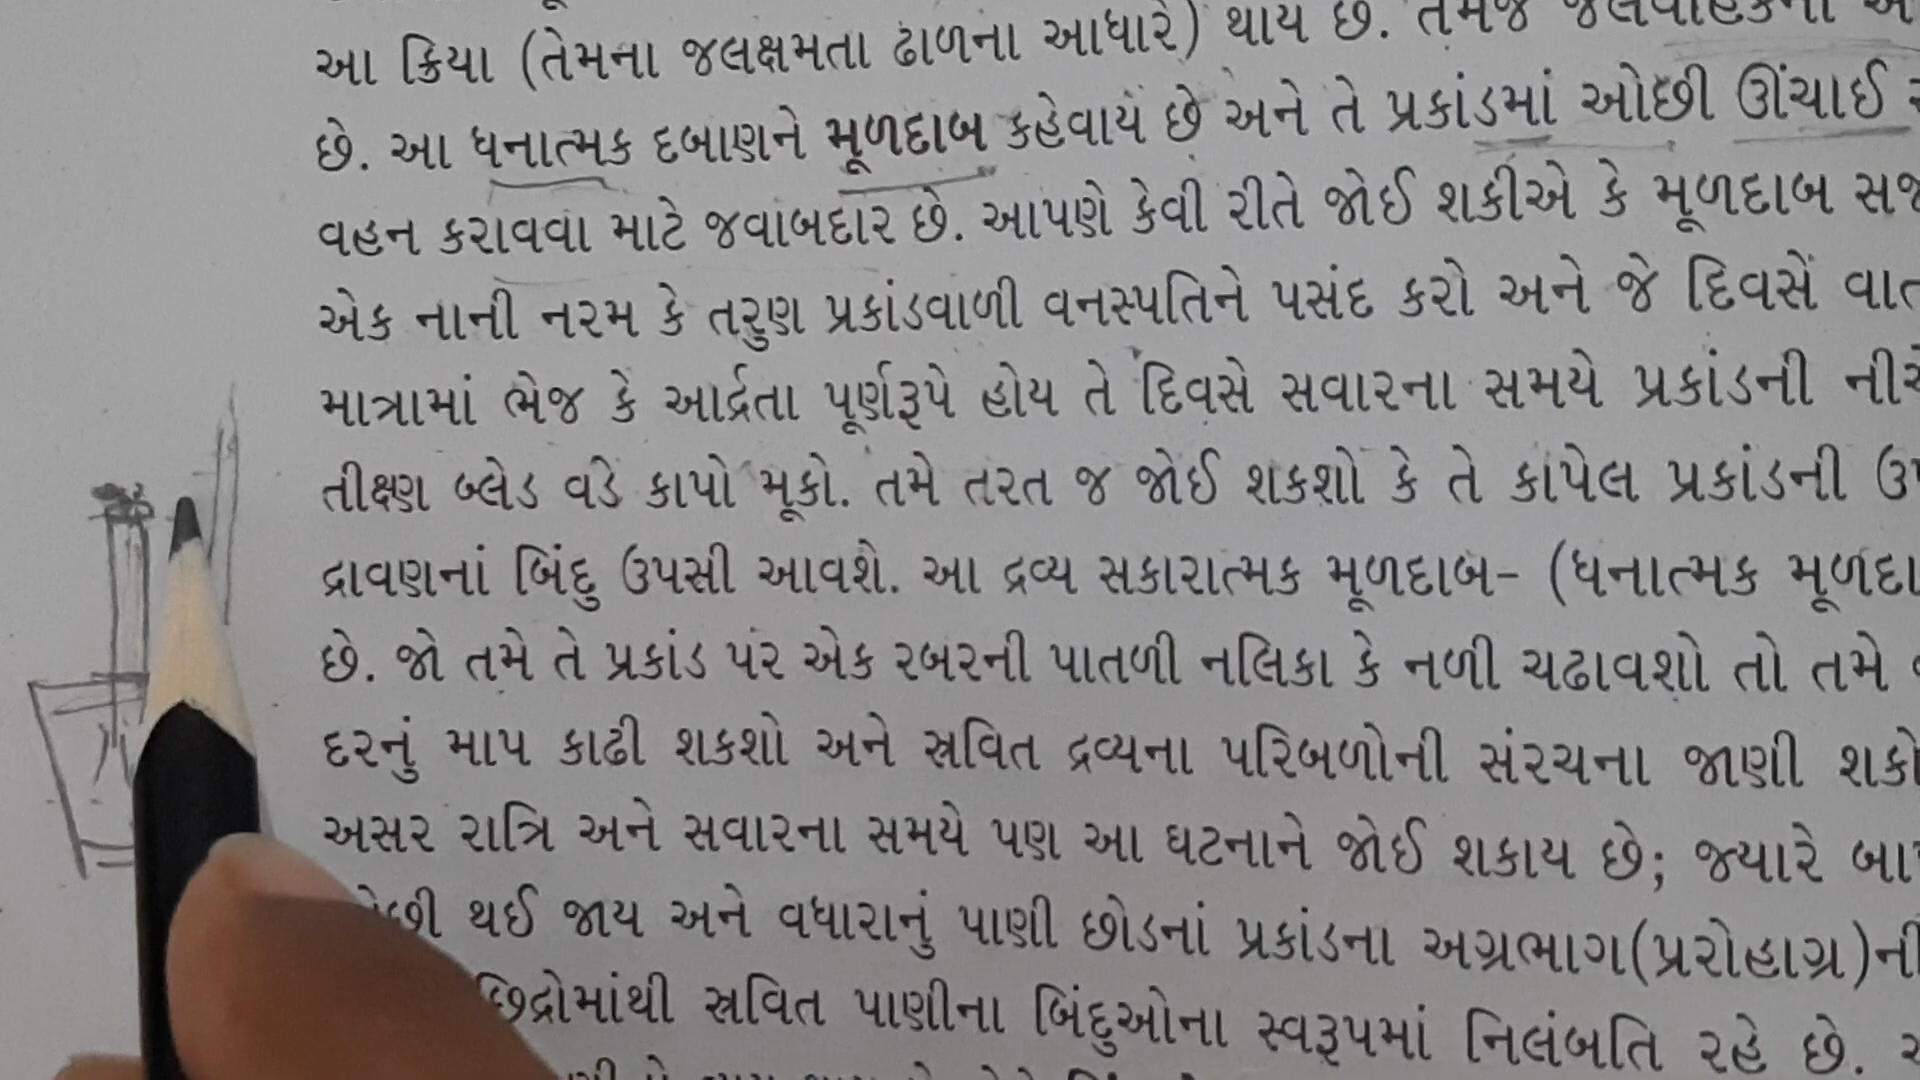 આ ક્રિયા (તેમના જલક્ષમતા ઢાળના આધારે) થાય છે. તેમજ
છે. આ ધનાત્મક દબાણને મૂળદાબ કહેવાય છે અને તે પ્રકાંડમાં ઓછી ઊંચાઈ
વહન કરાવવા માટે જવાબદાર છે. આપણે કેવી રીતે જોઈ શકીએ કે મૂળદાબ
એક નાની નરમ કે તરુણ પ્રકાંડવાળી વનસ્પતિને પસંદ કરો અને જે દિવસે
માત્રામાં ભેજ કે આર્દ્રતા પૂર્ણરૂપે હોય તે દિવસે સવારના સમયે પ્રકાંડની
તીક્ષ્ણ બ્લેડ વડે કાપો મૂકો. તમે તરત જ જોઈ શકશો કે તે કાપેલ પ્રકાંડની
દ્રાવણનાં બિંદુ ઉપસી આવશે. આ દ્રવ્ય સકારાત્મક મૂળદાબ– (ધનાત્મક
છે. જો તમે તે પ્રકાંડ પર એક રબરની પાતળી નલિકા કે નળી ચઢાવશો તો તમે
દરનું માપ કાઢી શકશો અને સ્રવિત દ્રવ્યના પરિબળોની સંરચના જાણી
અસર રાત્રિ અને સવારના સમયે પણ આ ઘટનાને જોઈ શકાય છે; જ્યારે
થઈ જાય અને વધારાનું પાણી છોડનાં પ્રકાંડના અગ્રભાગ(પ્રરોહાગ્ર)ની
છિદ્રોમાંથી સ્રવિત પાણીના બિંદુઓના સ્વરૂપમાં નિલંબતિ રહે છે.